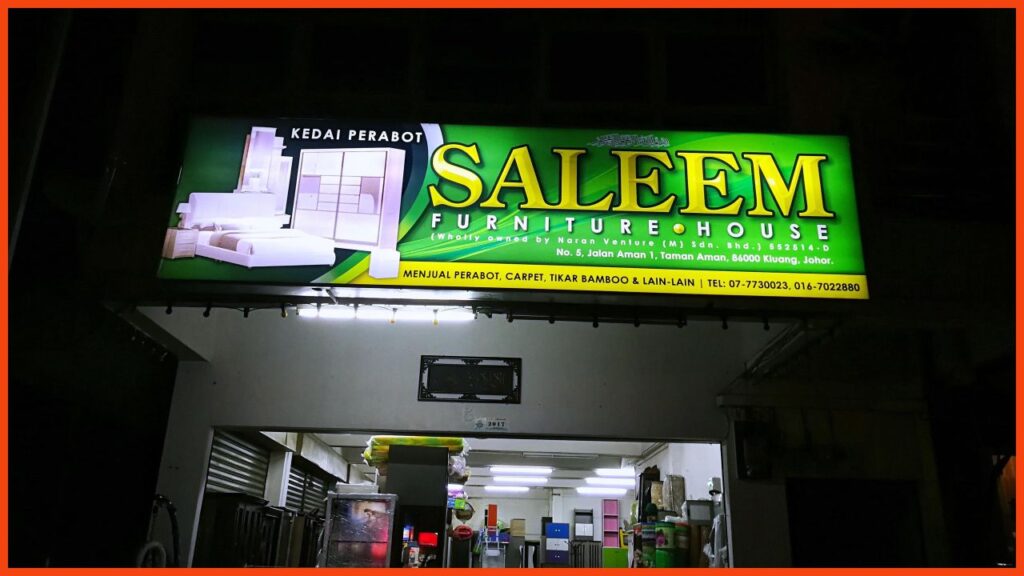 KEDAI PERABOT
SALEEM
FURNITURE • HOUSE
(Wholly owned by Naran Venture (M) Sdn. Bhd.) 552514-D
No. 5, Jalan Aman 1, Taman Aman, 86000 Kluang, Johor.
MENJUAL PERABOT, CARPET, TIKAR BAMBOO & LAIN-LAIN | TEL: 07-7730023, 016-7022880
2017